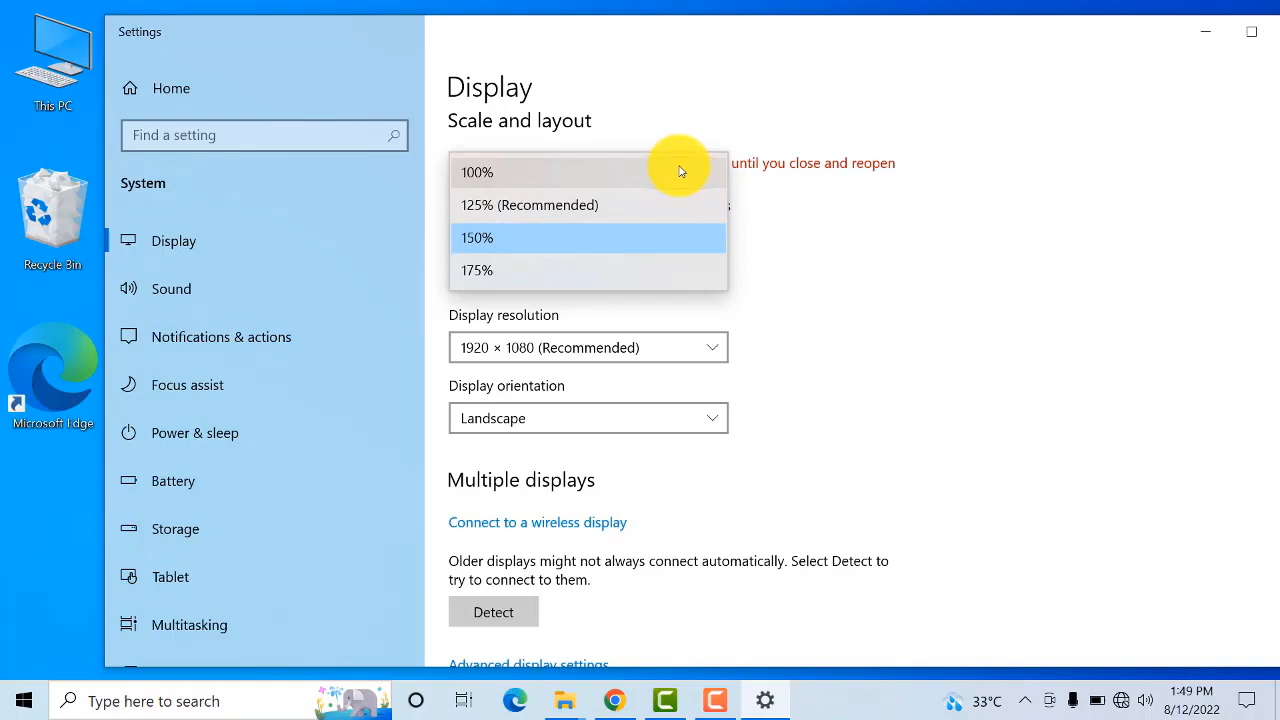 This PC
Recycle Bin
Microsoft Edge
Settings
Home
Find a setting
System
Display
Sound
Notifications & actions
Focus assist
Power & sleep
Battery
Storage
Tablet
Multitasking
Display
Scale and layout
until you close and reopen
100%
125% (Recommended)
150%
175%
Display resolution
1920 × 1080 (Recommended)
Display orientation
Landscape
Multiple displays
Connect to a wireless display
Older displays might not always connect automatically. Select Detect to
try to connect to them.
Detect
Advanced display settings
Type here to search
33°C
1:49 PM
8/12/2022